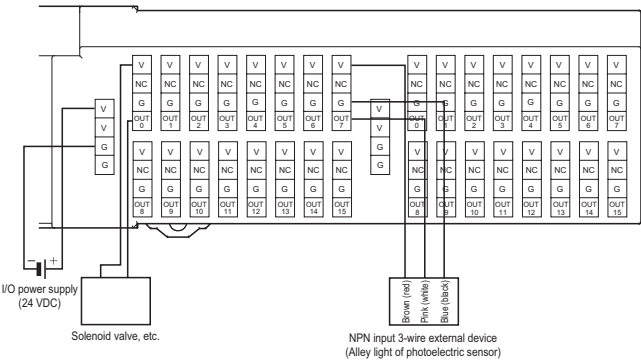 V V V V V V V V V V V V V V V V
NC NC NC NC NC NC NC NC NC NC NC NC NC NC NC NC
G G G G G G G G G G G G G G G G
OUT OUT OUT OUT OUT OUT OUT OUT OUT OUT OUT OUT OUT OUT OUT OUT
0 1 2 3 4 5 6 7 0 1 2 3 4 5 6 7
V V
V V
G G
G G
V V V V V V V V V V V V V V V V
NC NC NC NC NC NC NC NC NC NC NC NC NC NC NC NC
G G G G G G G G G G G G G G G G
OUT OUT OUT OUT OUT OUT OUT OUT OUT OUT OUT OUT OUT OUT OUT OUT
8 9 10 11 12 13 14 15 8 9 10 11 12 13 14 15
− +
I/O power supply
(24 VDC)
Solenoid valve, etc.
Brown (red)
Pink (white)
Blue (black)
NPN input 3-wire external device
(Alley light of photoelectric sensor)